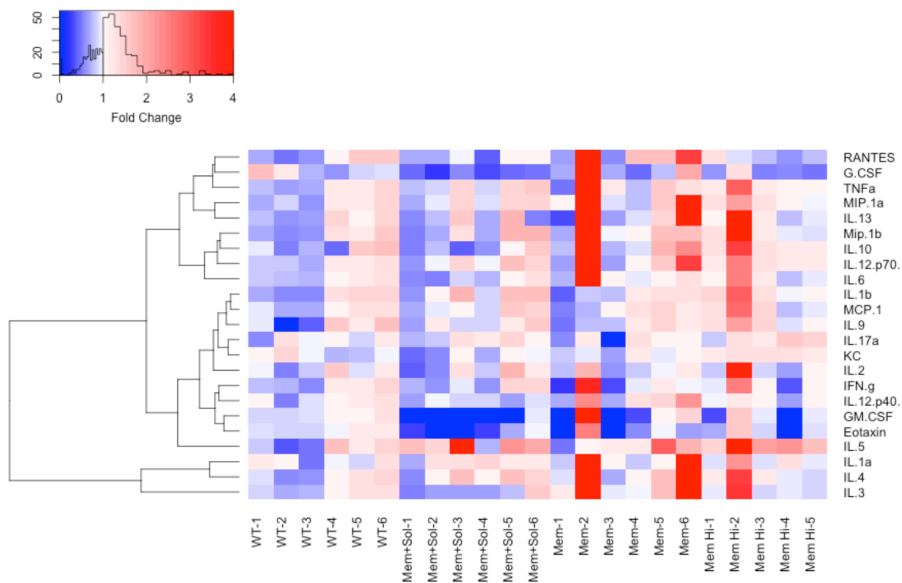 50
20
0
0
1
2
3
4
Fold Change
RANTES
G.CSF
TNFa
MIP.1a
IL.13
Mip.1b
IL.10
IL.12.p70.
IL.6
IL.1b
MCP.1
IL.9
IL.17a
KC
IL.2
IFN.g
IL.12.p40.
GM.CSF
Eotaxin
IL.5
IL.1a
IL.4
IL.3
WT-1
WT-2
WT-3
WT-4
WT-5
WT-6
Mem+Sol-1
Mem+Sol-2
Mem+Sol-3
Mem+Sol-4
Mem+Sol-5
Mem+Sol-6
Mem-1
Mem-2
Mem-3
Mem-4
Mem-5
Mem-6
Mem Hi-1
Mem Hi-2
Mem Hi-3
Mem Hi-4
Mem Hi-5